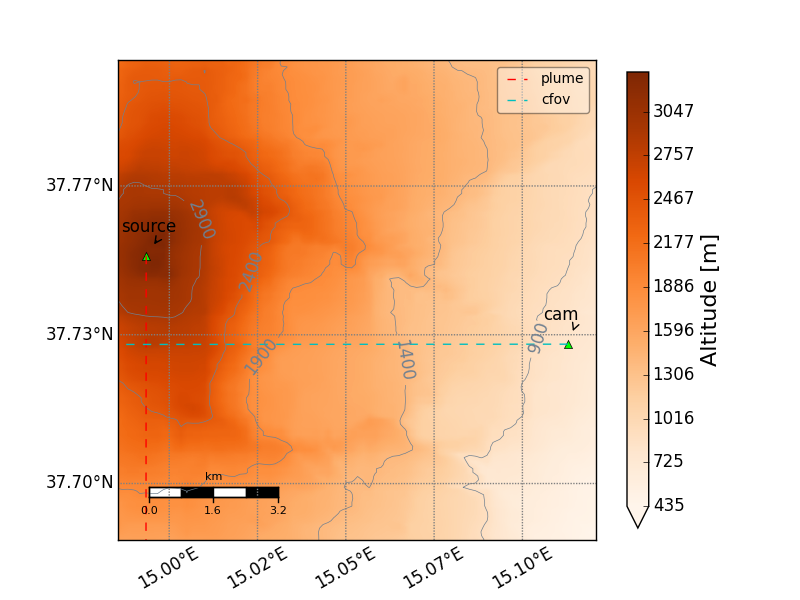 plume
cfov
37.77°N
37.73°N
37.70°N
source
cam
2900
2400
1900
1400
900
km
0.0 1.6 3.2
15.00°E 15.02°E 15.05°E 15.07°E 15.10°E
3047
2757
2467
2177
1886
1596
1306
1016
725
435
Altitude [m]